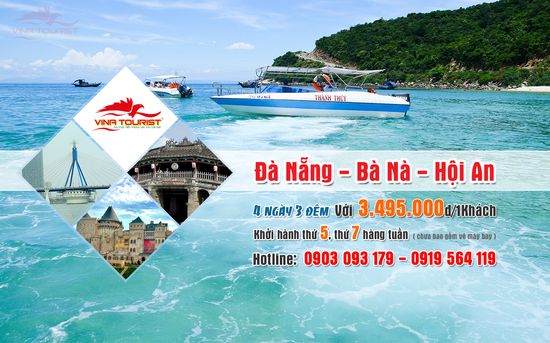 VINA TOURIST
VINA TOURIST
THANH THỦY
Đà Nẵng – Bà Nà – Hội An
4 NGÀY 3 ĐÊM Với 3.495.000đ/1Khách
Khởi hành thứ 5, thứ 7 hàng tuần ( chưa bao gồm vé máy bay )
Hotline: 0903 093 179 – 0919 564 119